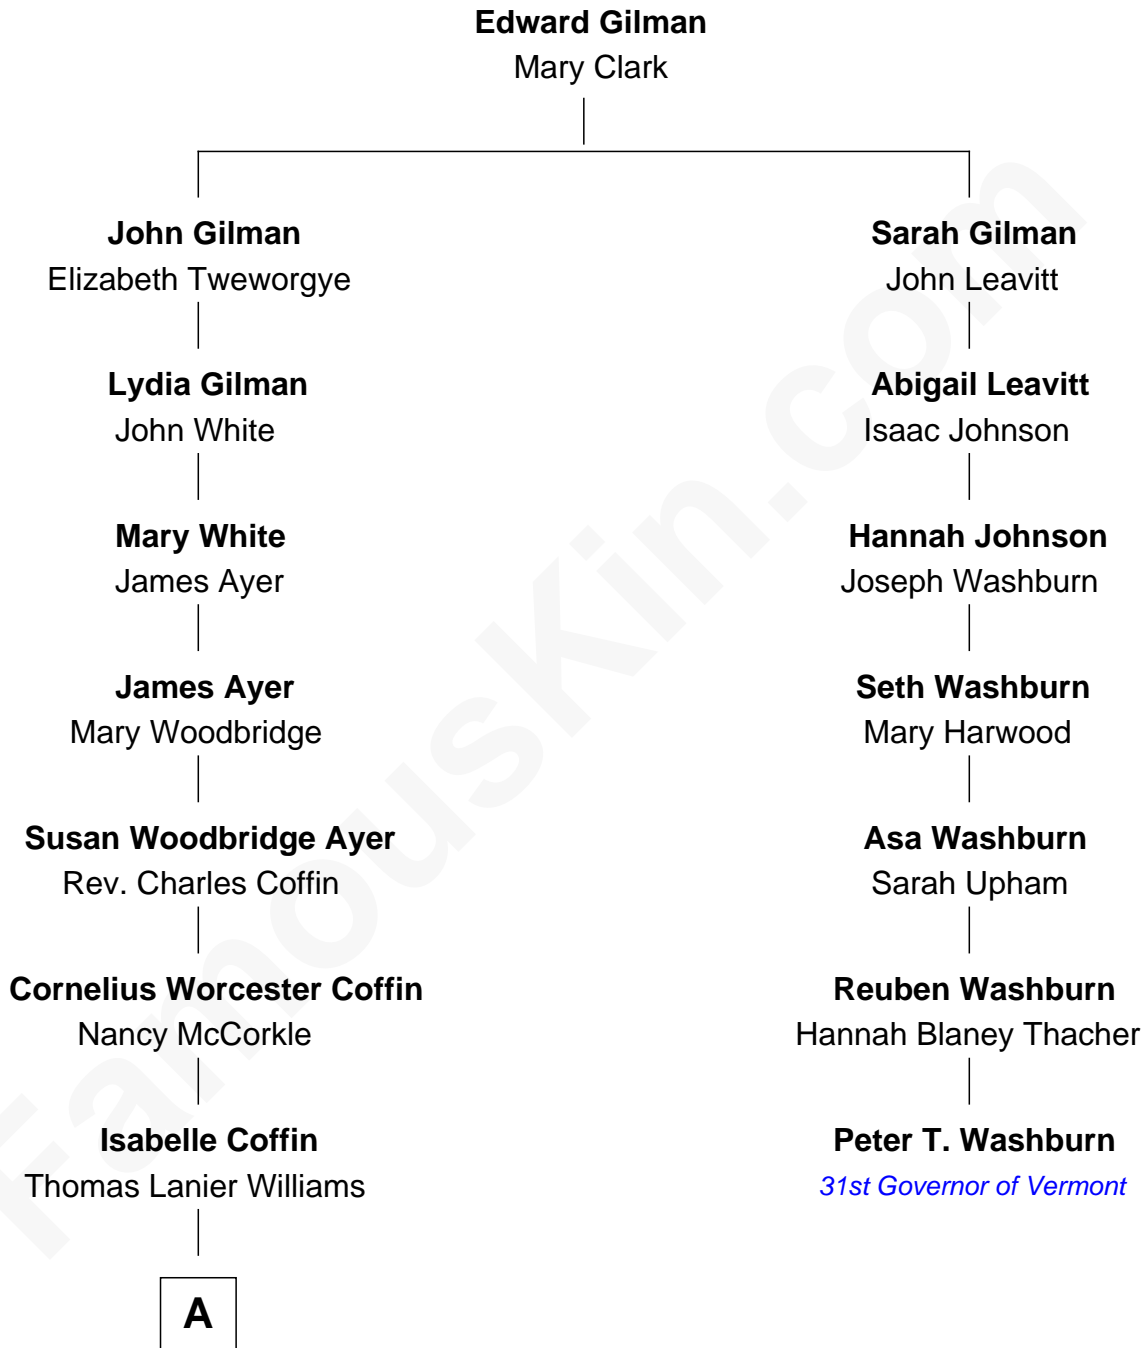 Edward Gilman
Mary Clark
John Gilman
Elizabeth Tweworgye
Sarah Gilman
John Leavitt
Lydia Gilman
John White
Abigail Leavitt
Isaac Johnson
Mary White
James Ayer
Hannah Johnson
Joseph Washburn
James Ayer
Mary Woodbridge
Seth Washburn
Mary Harwood
Susan Woodbridge Ayer
Rev. Charles Coffin
Asa Washburn
Sarah Upham
Cornelius Worcester Coffin
Nancy McCorkle
Reuben Washburn
Hannah Blaney Thacher
Isabelle Coffin
Thomas Lanier Williams
Peter T. Washburn
31st Governor of Vermont
A
FamousKin.com